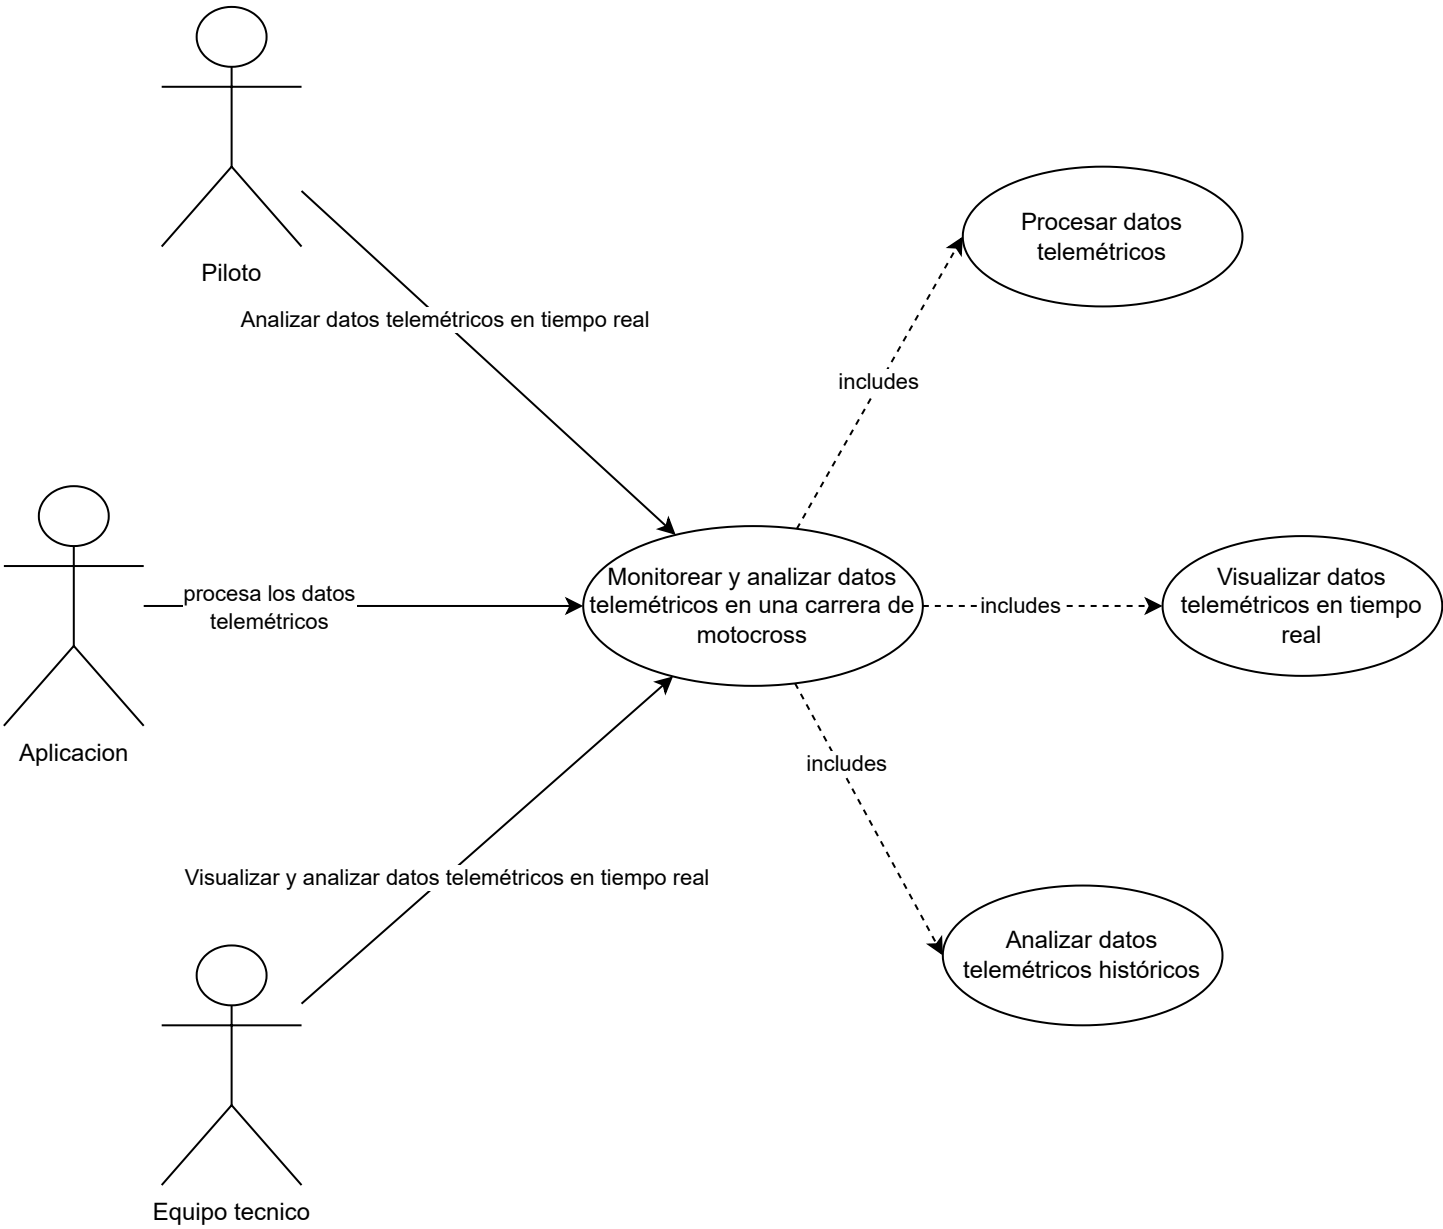 Piloto
Analizar datos telemétricos en tiempo real
Procesar datos
telemétricos
includes
procesa los datos
telemétricos
Aplicacion
Monitorear y analizar datos
telemétricos en una carrera de
motocross
includes
Visualizar datos
telemétricos en tiempo
real
includes
Visualizar y analizar datos telemétricos en tiempo real
Analizar datos
telemétricos históricos
Equipo tecnico